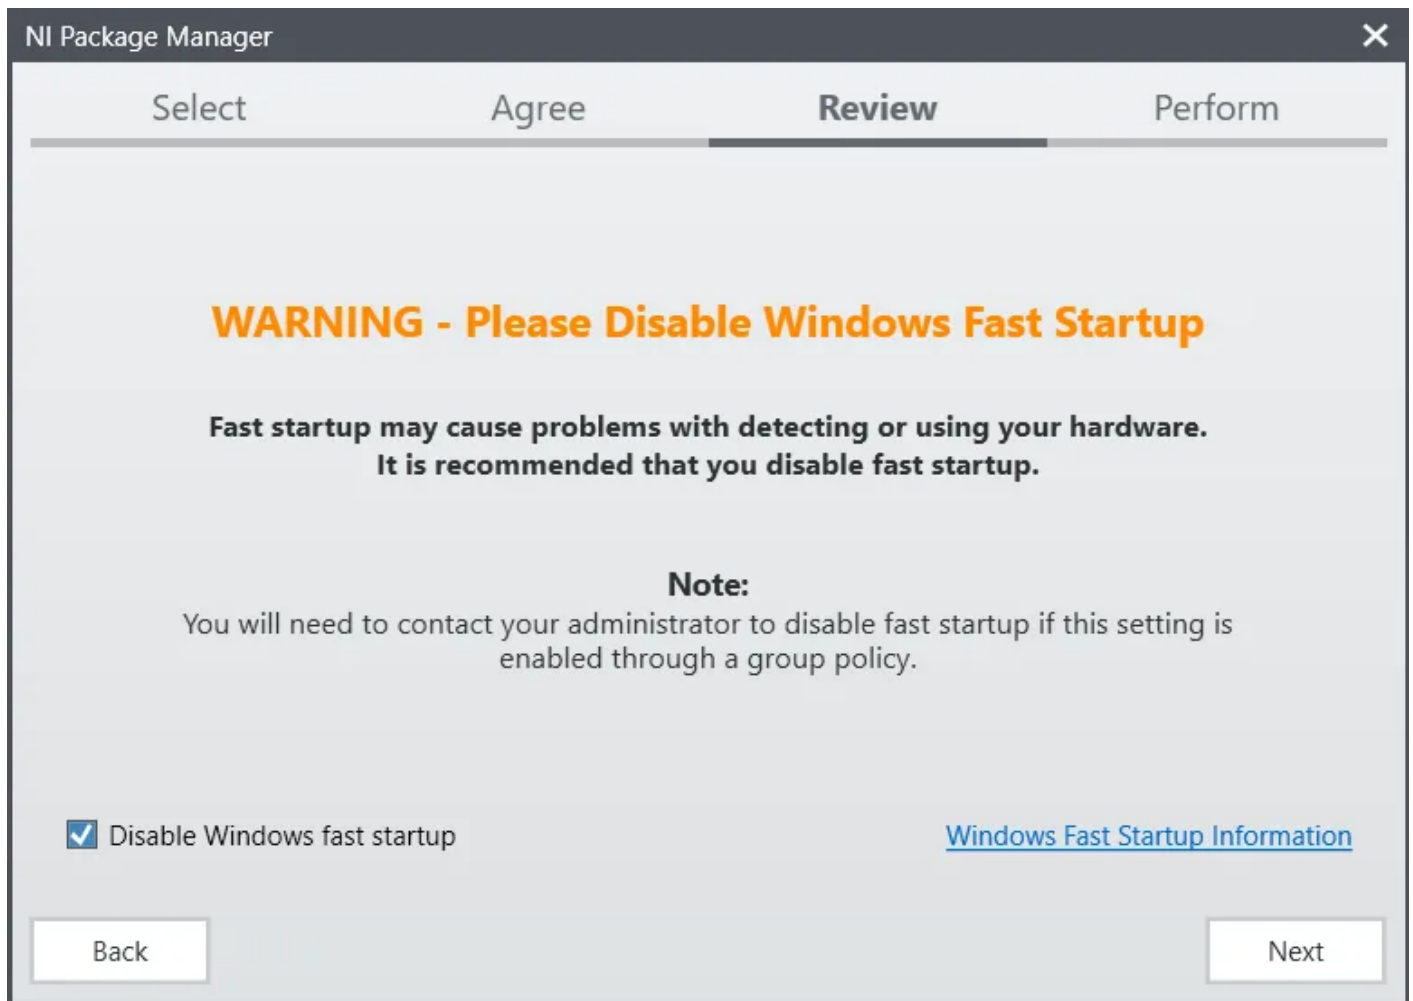 NI Package Manager
Select
Agree
Review
Perform
WARNING - Please Disable Windows Fast Startup
Fast startup may cause problems with detecting or using your hardware.
It is recommended that you disable fast startup.
Note:
You will need to contact your administrator to disable fast startup if this setting is
enabled through a group policy.
Disable Windows fast startup
Windows Fast Startup Information
Back
Next